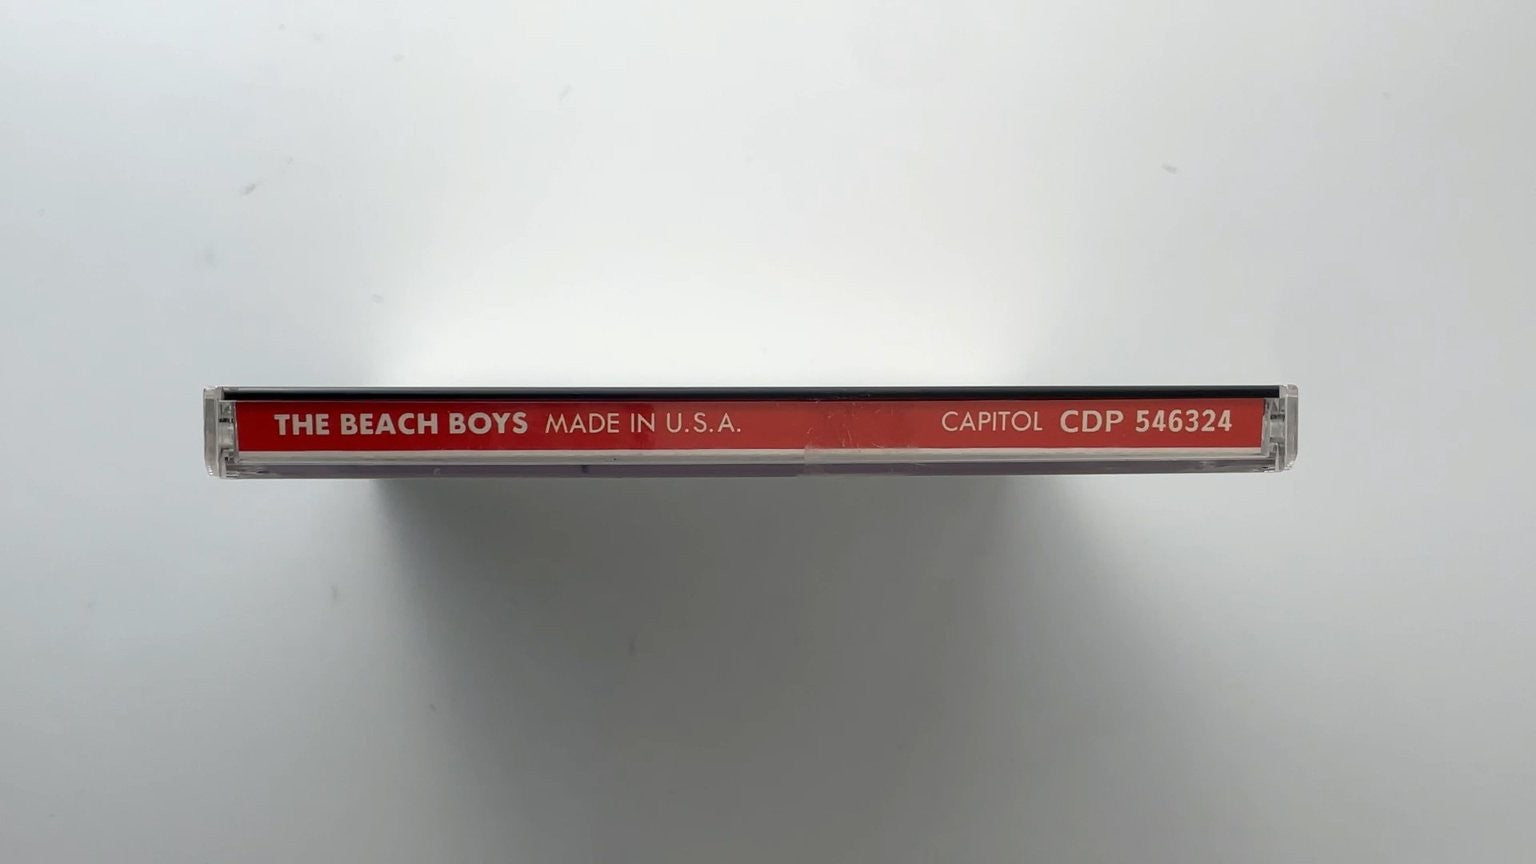 THE BEACH BOYS MADE IN U.S.A. CAPITOL CDP 546324